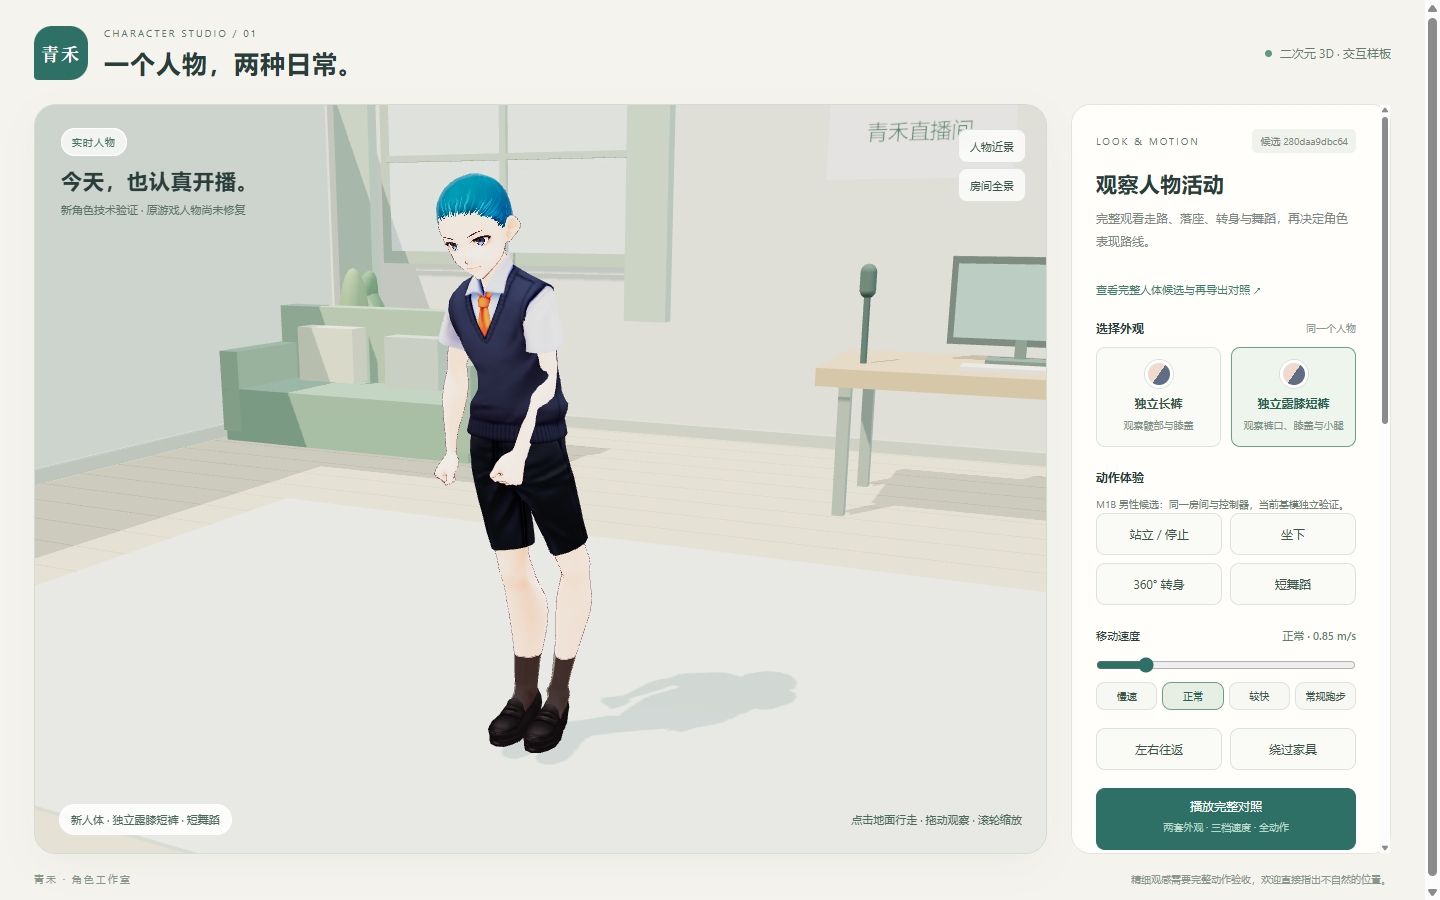 青禾
CHARACTER STUDIO / 01
一个人物，两种日常。
二次元 3D · 交互样板
实时人物
今天，也认真开播。
新角色技术验证 · 原游戏人物尚未修复
青禾直播间
人物近景
房间全景
新人体 · 独立露膝短裤 · 短舞蹈
点击地面行走 · 拖动观察 · 滚轮缩放
LOOK & MOTION
候选 280daa9dbc64
观察人物活动
完整观看走路、落座、转身与舞蹈，再决定角色
表现路线。
查看完整人体候选与再导出对照 ↗
选择外观
同一个人物
独立长裤
观察髋部与膝盖
独立露膝短裤
观察裤口、膝盖与小腿
动作体验
M1B 男性候选：同一房间与控制器，当前基模独立验证。
站立 / 停止
坐下
360° 转身
短舞蹈
移动速度
正常 · 0.85 m/s
慢速
正常
较快
常规跑步
左右往返
绕过家具
播放完整对照
两套外观 · 三档速度 · 全动作
青禾 · 角色工作室
精细观感需要完整动作验收，欢迎直接指出不自然的位置。